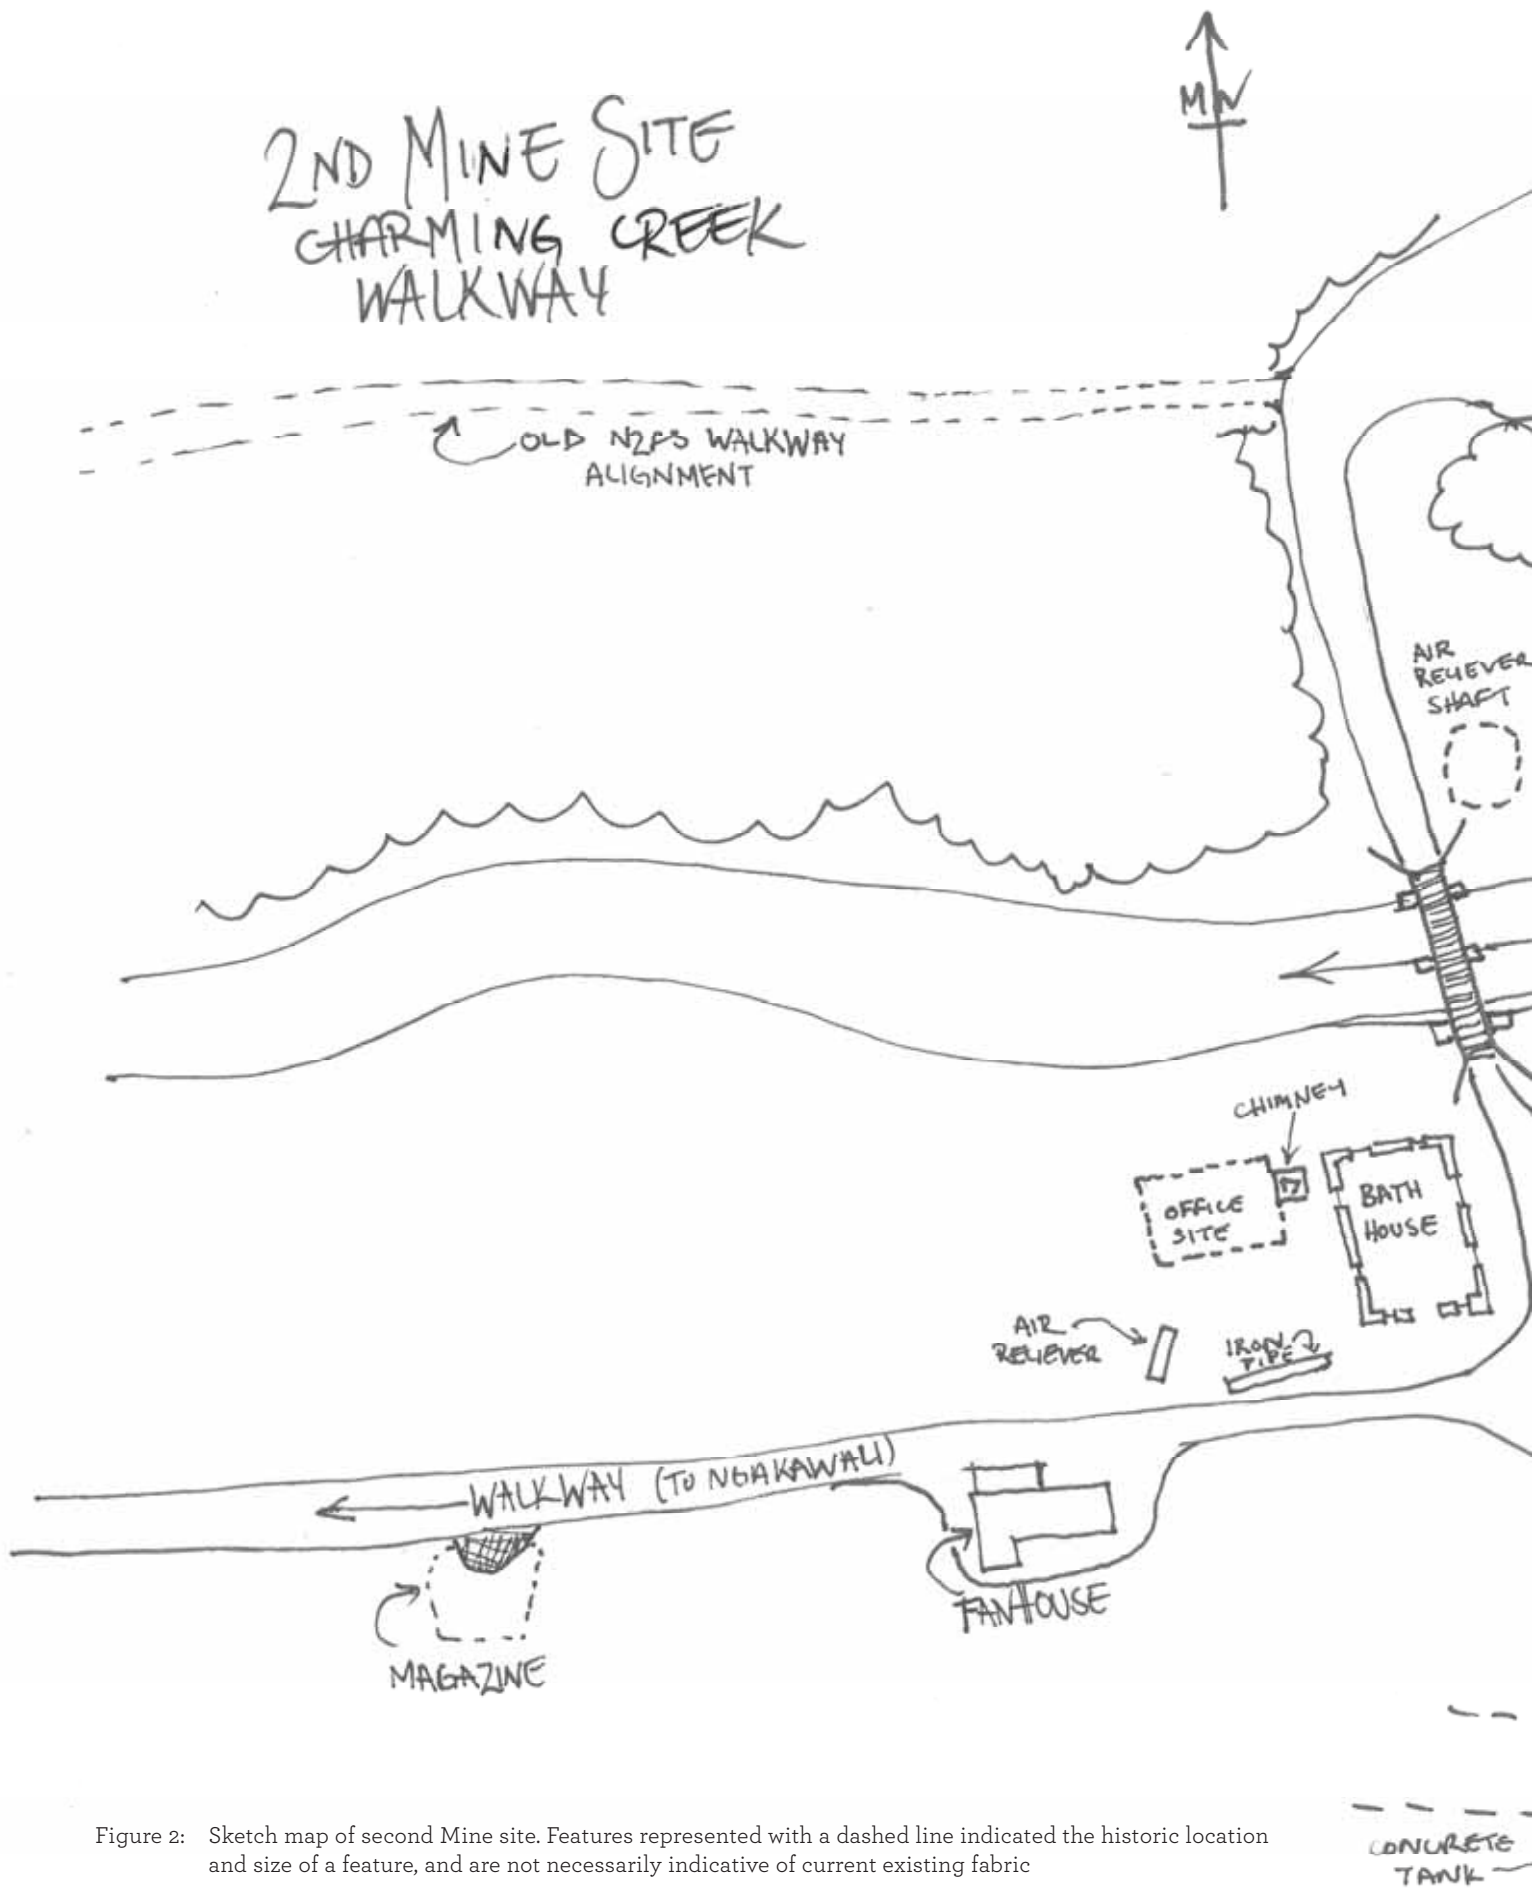 MN
2ND MINE SITE
CHARMING CREEK
WALKWAY
OLD NZFS WALKWAY
ALIGNMENT
AIR
RELIEVER
SHAFT
CHIMNEY
OFFICE
SITE
BATH
HOUSE
AIR
RELIEVER
IRON
PIPE
WALKWAY (TO NGAKAWAU)
FANHOUSE
MAGAZINE
CONCRETE
TANK
Figure 2: Sketch map of second Mine site. Features represented with a dashed line indicated the historic location
and size of a feature, and are not necessarily indicative of current existing fabric